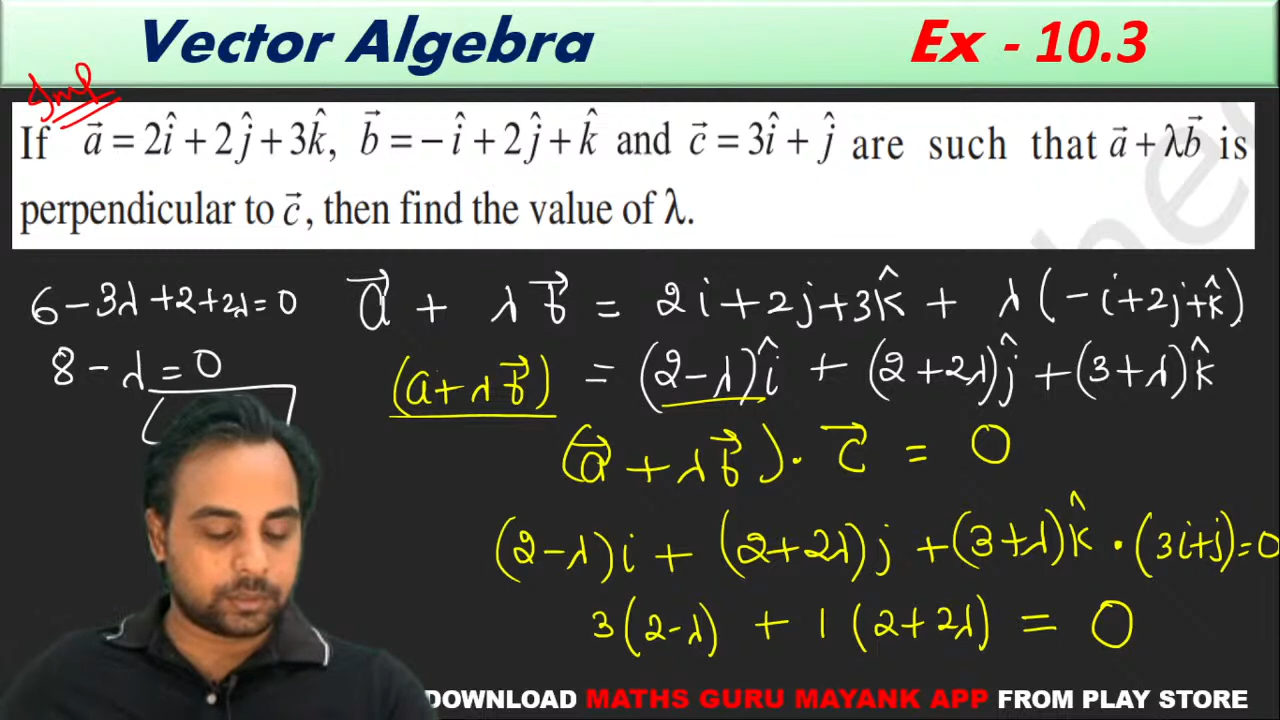 Vector Algebra Ex - 10.3
Imp
If a⃗ = 2î + 2ĵ + 3k̂, b⃗ = −î + 2ĵ + k̂ and c⃗ = 3î + ĵ are such that a⃗ + λb⃗ is
perpendicular to c⃗, then find the value of λ.
6 − 3λ + 2 + 2λ = 0
8 − λ = 0
a⃗ + λb⃗ = 2i + 2j + 3k̂ + λ(−i + 2j + k̂)
(a + λb⃗) = (2 − λ)î + (2 + 2λ)ĵ + (3 + λ)k̂
(a⃗ + λb⃗) · c⃗ = 0
(2 − λ)i + (2 + 2λ)j + (3 + λ)k̂ · (3i + j) = 0
3(2 − λ) + 1(2 + 2λ) = 0
DOWNLOAD MATHS GURU MAYANK APP FROM PLAY STORE